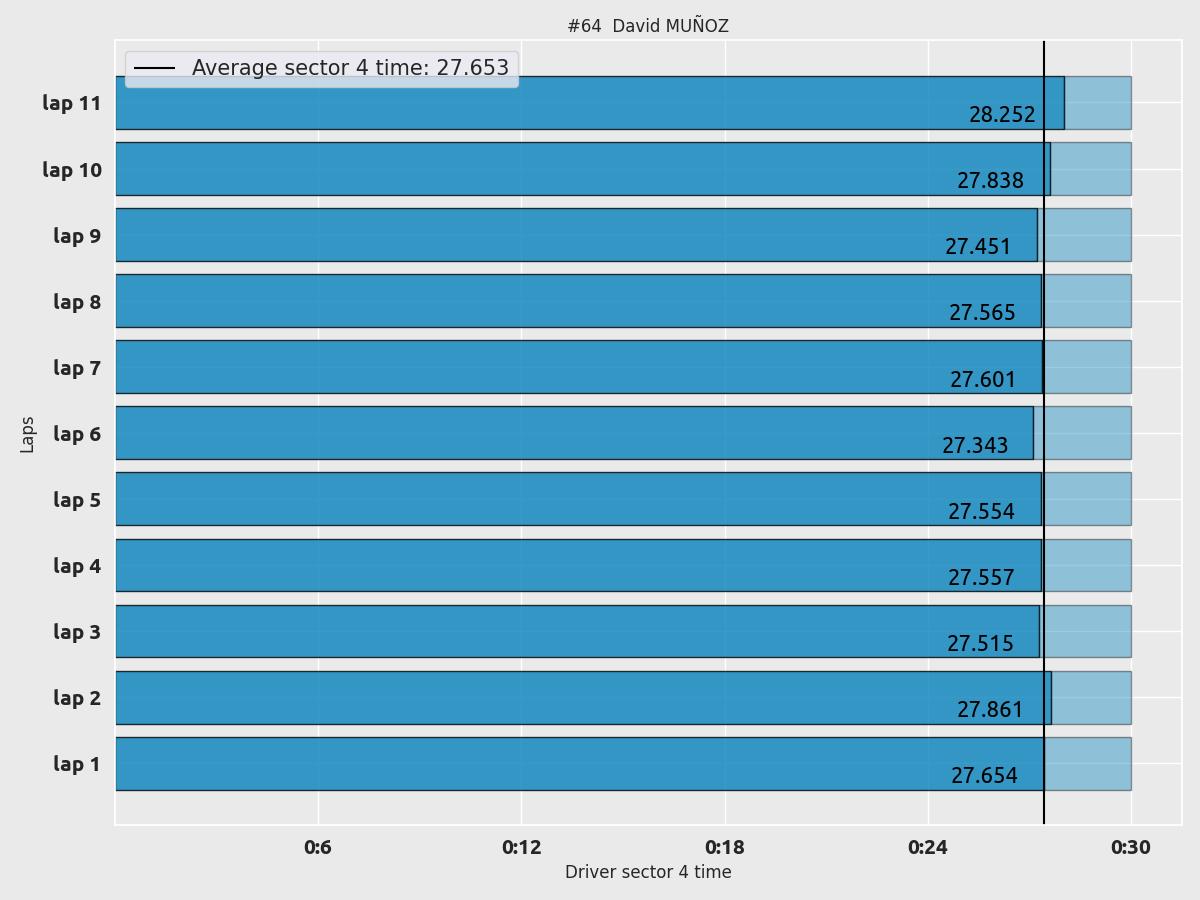 #64  David MUÑOZ
Average sector 4 time: 27.653
lap 11
28.252
lap 10
27.838
lap 9
27.451
lap 8
27.565
lap 7
27.601
lap 6
27.343
lap 5
27.554
lap 4
27.557
lap 3
27.515
lap 2
27.861
lap 1
27.654
Laps
0:6 0:12 0:18 0:24 0:30
Driver sector 4 time